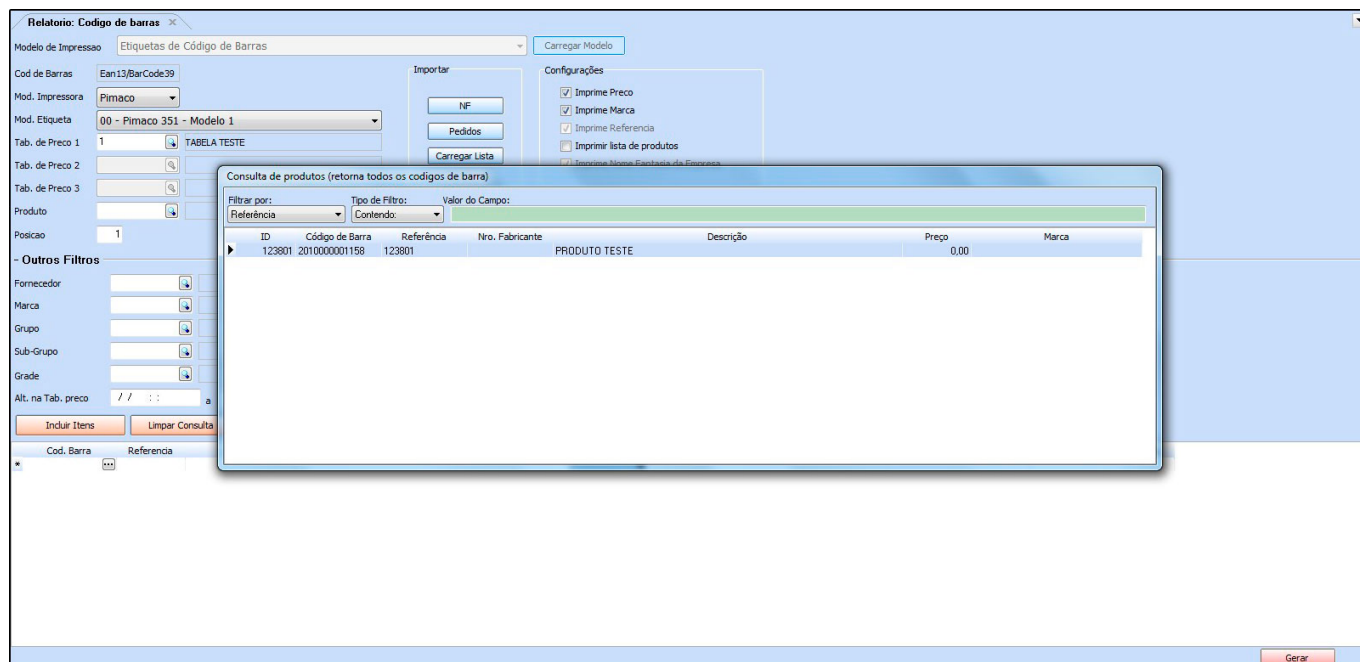 Relatorio: Codigo de barras
Modelo de Impressao Etiquetas de Código de Barras Carregar Modelo
Cod de Barras Ean13/BarCode39 Importar Configurações
Mod. Impressora Pimaco NF Imprime Preco
Mod. Etiqueta 00 - Pimaco 351 - Modelo 1 Pedidos Imprime Marca
Imprime Referencia
Tab. de Preco 1 1 TABELA TESTE Carregar Lista Imprimir lista de produtos
Tab. de Preco 2 Imprime Nome Fantasia da Empresa
Tab. de Preco 3
Produto
Posicao 1
- Outros Filtros
Fornecedor
Marca
Grupo
Sub-Grupo
Grade
Alt. na Tab. preco / / : : a
Incluir Itens Limpar Consulta
Cod. Barra Referencia
* ...
Consulta de produtos (retorna todos os codigos de barra)
Filtrar por: Tipo de Filtro: Valor do Campo:
Referência Contendo:
ID Código de Barra Referência Nro. Fabricante Descrição Preço Marca
123801 2010000001158 123801 PRODUTO TESTE 0,00
Gerar